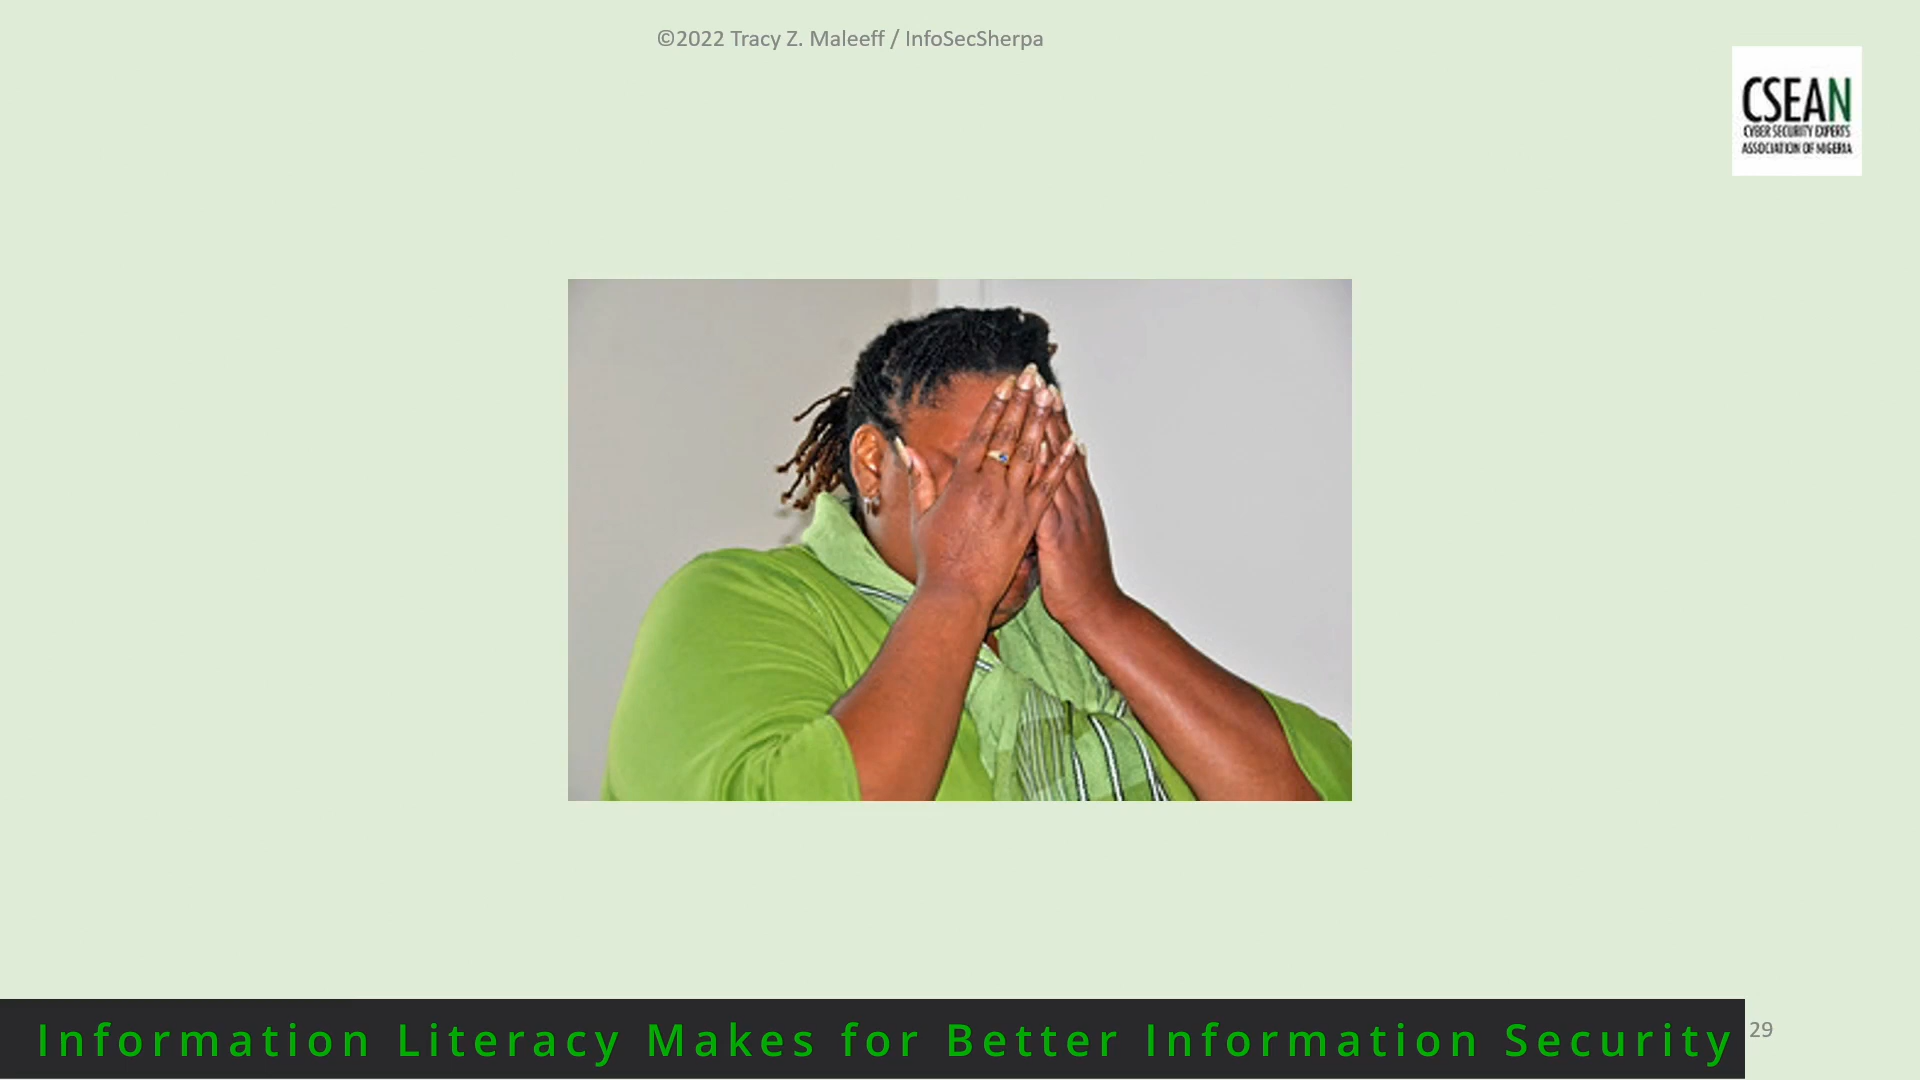 ©2022 Tracy Z. Maleeff / InfoSecSherpa
CSEAN
CYBER SECURITY EXPERTS
ASSOCIATION OF NIGERIA
Information Literacy Makes for Better Information Security
29